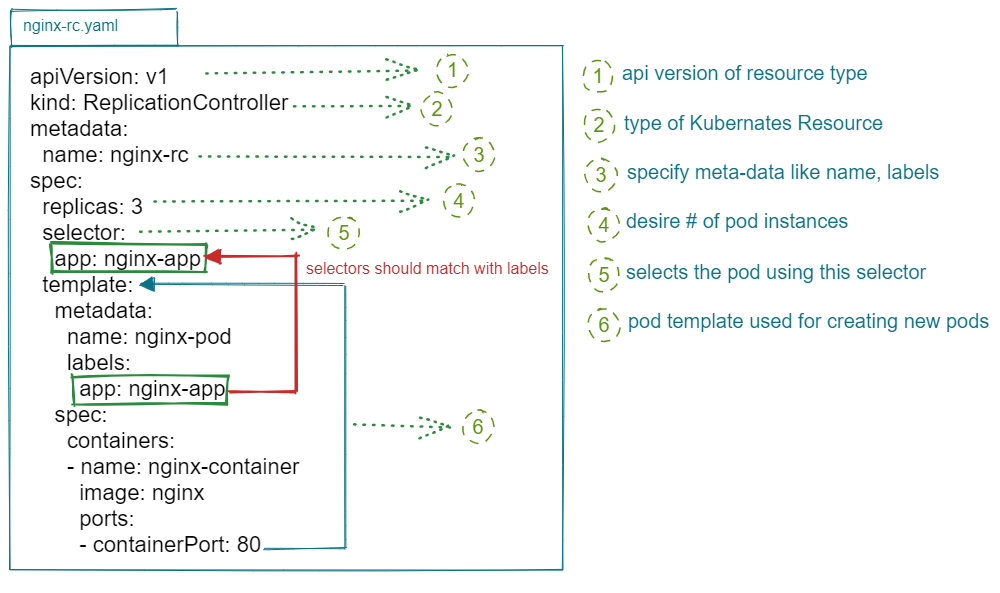 nginx-rc.yaml
apiVersion: v1
1
kind: ReplicationController
2
metadata:
name: nginx-rc
3
spec:
replicas: 3
4
selector:
5
app: nginx-app
selectors should match with labels
template:
metadata:
name: nginx-pod
labels:
app: nginx-app
spec:
6
containers:
- name: nginx-container
image: nginx
ports:
- containerPort: 80
1 api version of resource type
2 type of Kubernates Resource
3 specify meta-data like name, labels
4 desire # of pod instances
5 selects the pod using this selector
6 pod template used for creating new pods